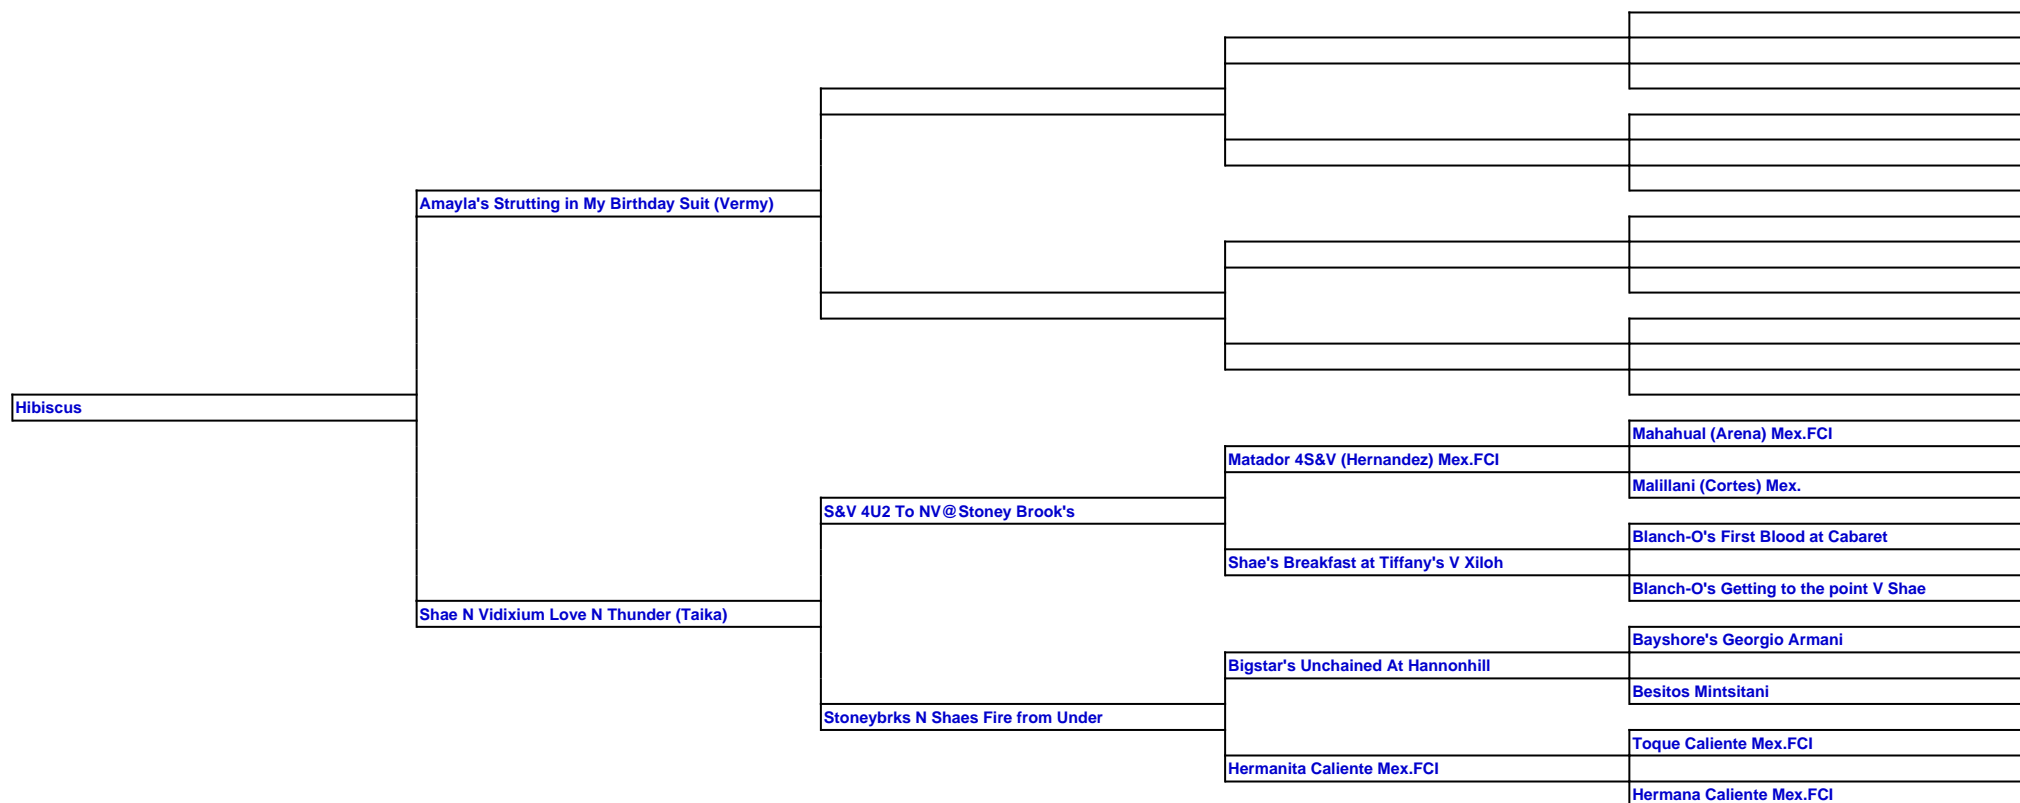 Amayla's Strutting in My Birthday Suit (Vermy)
Hibiscus
Mahahual (Arena) Mex.FCI
Matador 4S&V (Hernandez) Mex.FCI
Malillani (Cortes) Mex.
S&V 4U2 To NV@Stoney Brook's
Blanch-O's First Blood at Cabaret
Shae's Breakfast at Tiffany's V Xiloh
Blanch-O's Getting to the point V Shae
Shae N Vidixium Love N Thunder (Taika)
Bayshore's Georgio Armani
Bigstar's Unchained At Hannonhill
Besitos Mintsitani
Stoneybrks N Shaes Fire from Under
Toque Caliente Mex.FCI
Hermanita Caliente Mex.FCI
Hermana Caliente Mex.FCI